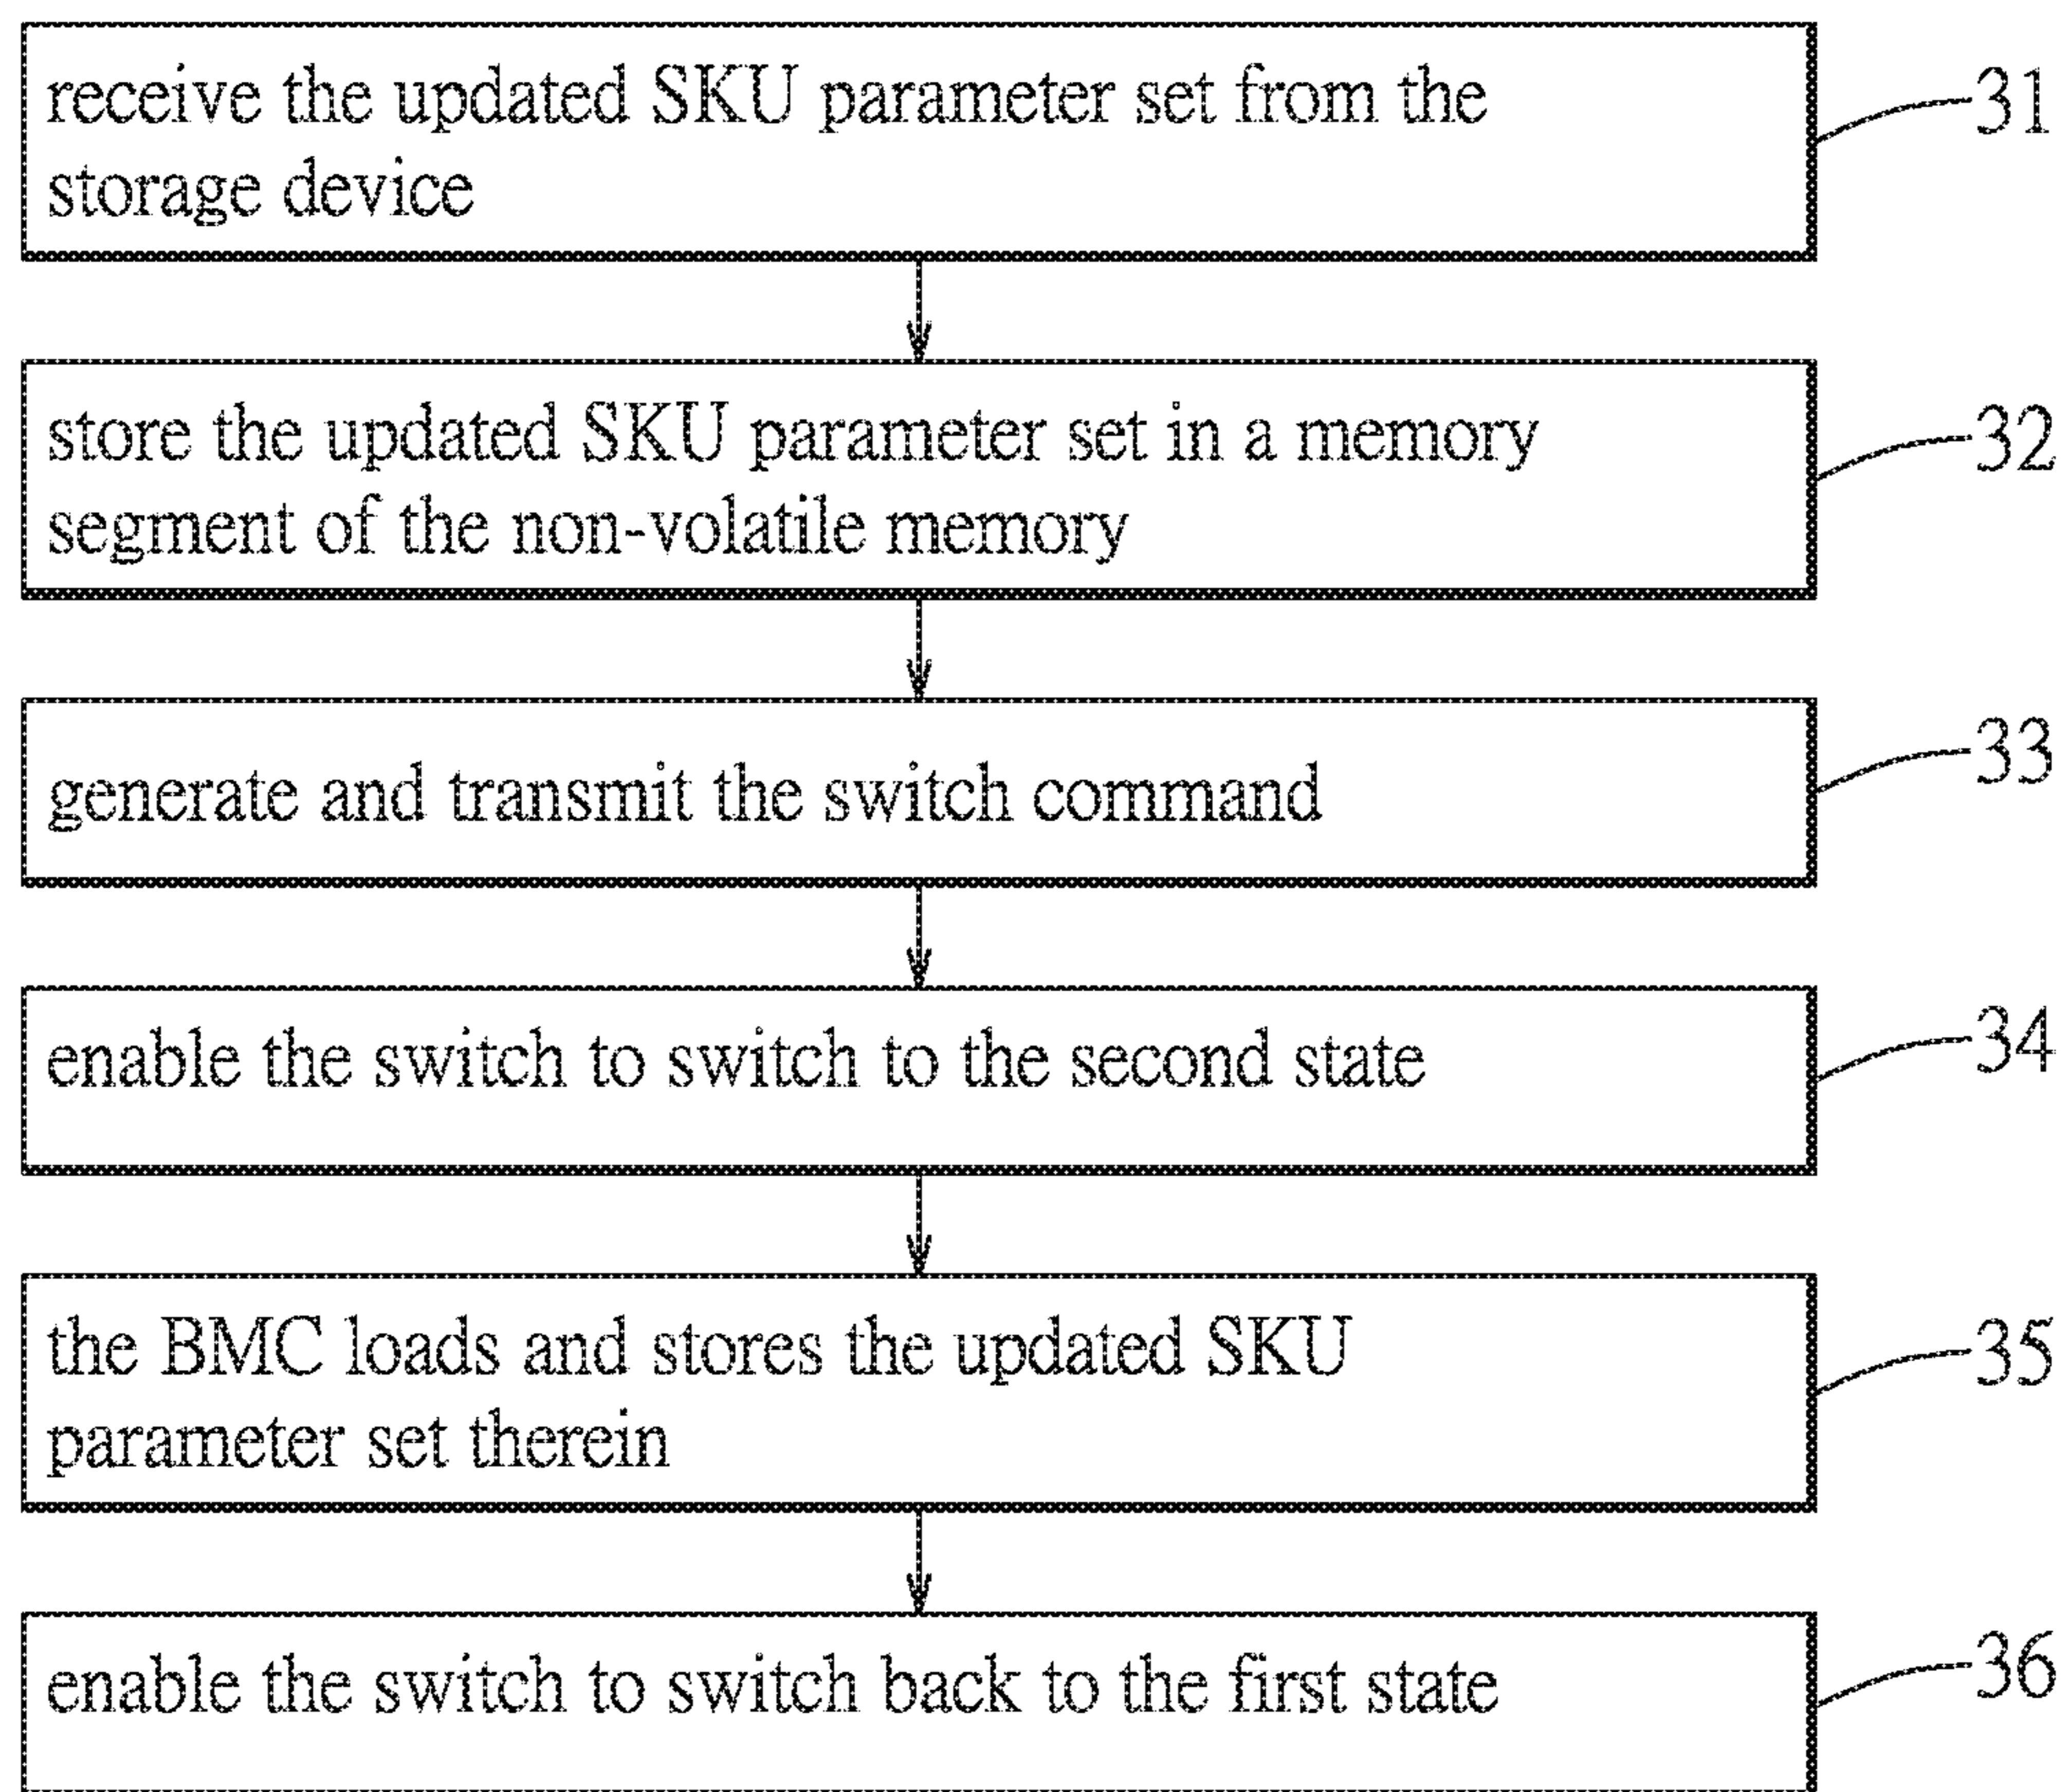 receive the updated SKU parameter set from the
storage device
31
store the updated SKU parameter set in a memory
segment of the non-volatile memory
32
generate and transmit the switch command
33
enable the switch to switch to the second state
34
the BMC loads and stores the updated SKU
parameter set therein
35
enable the switch to switch back to the first state
36